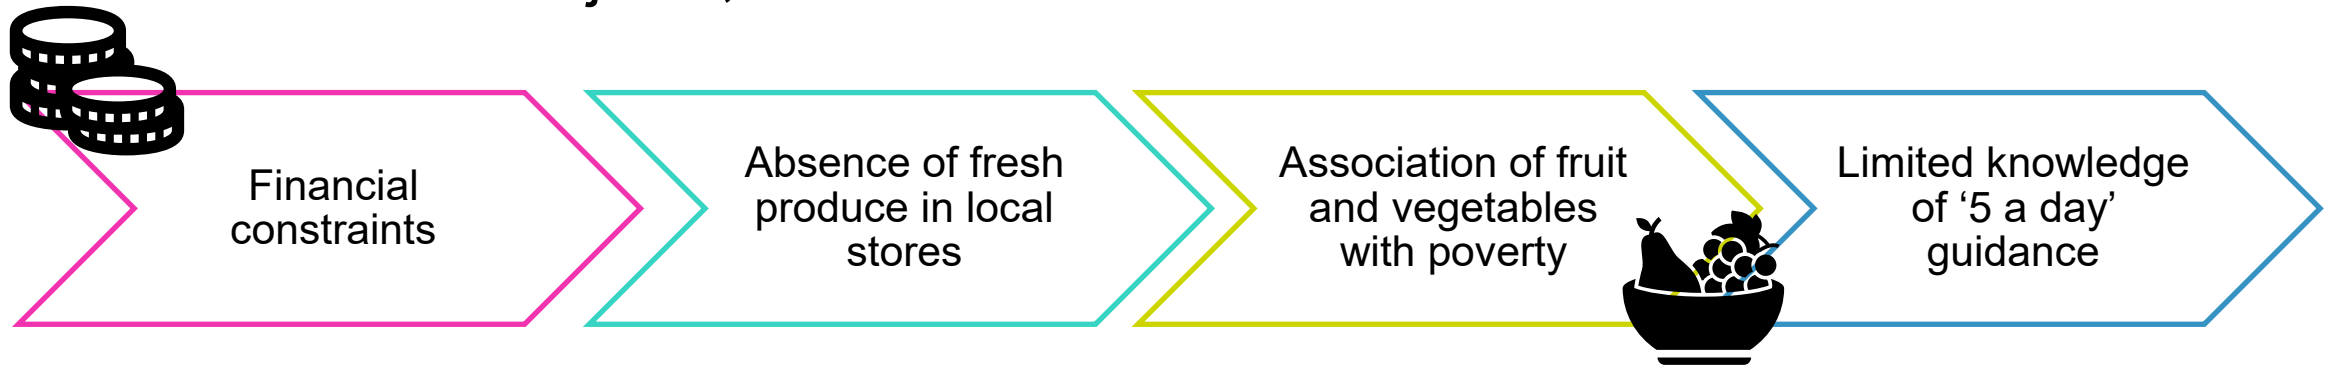 Financial
constraints
Absence of fresh
produce in local
stores
Association of fruit
and vegetables
with poverty
Limited knowledge
of ‘5 a day’
guidance